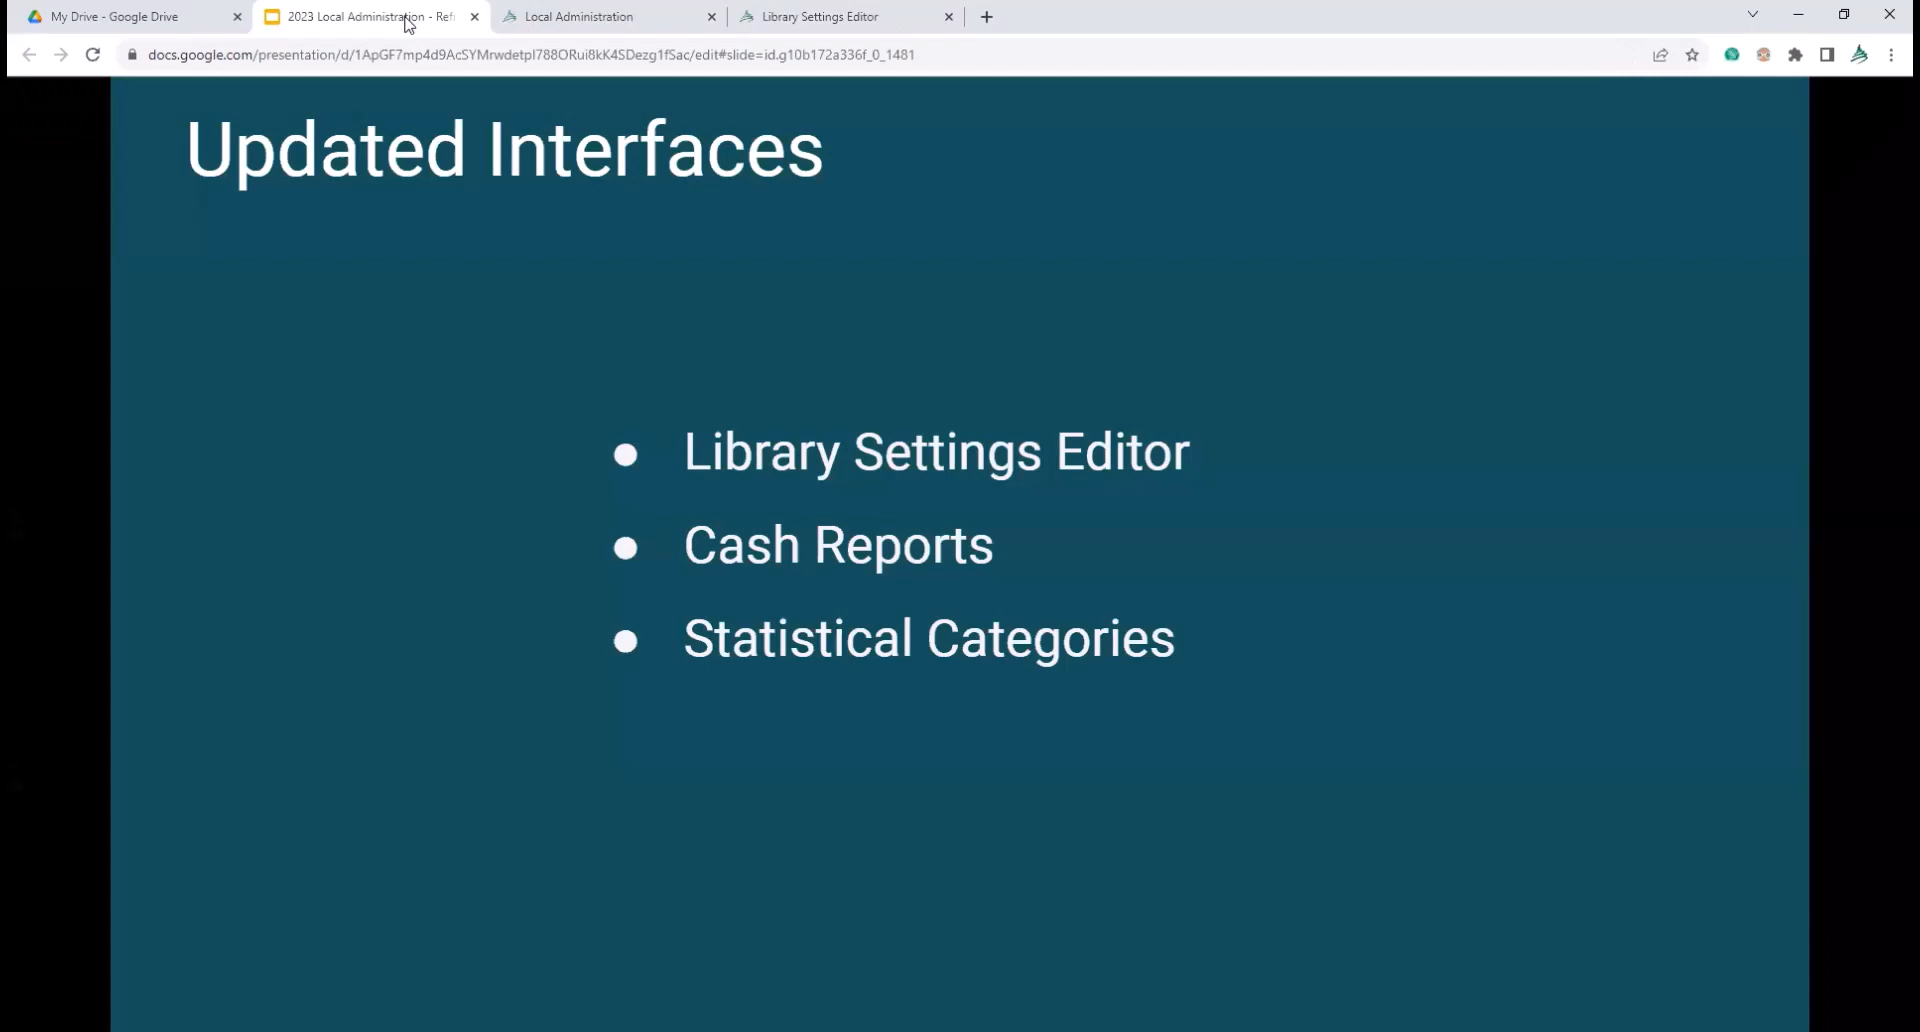 My Drive - Google Drive
2023 Local Administration - Ref
Local Administration
Library Settings Editor
docs.google.com/presentation/d/1ApGF7mp4d9AcSYMrwdetpI788ORui8kK4SDezg1fSac/edit#slide=id.g10b172a336f_0_1481
Updated Interfaces
● Library Settings Editor
● Cash Reports
● Statistical Categories